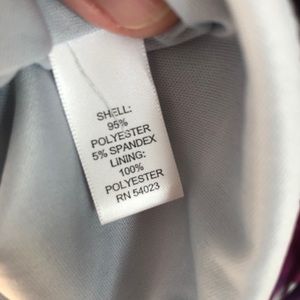 SHELL:
95%
POLYESTER
5% SPANDEX
LINING:
100%
POLYESTER
RN 54023